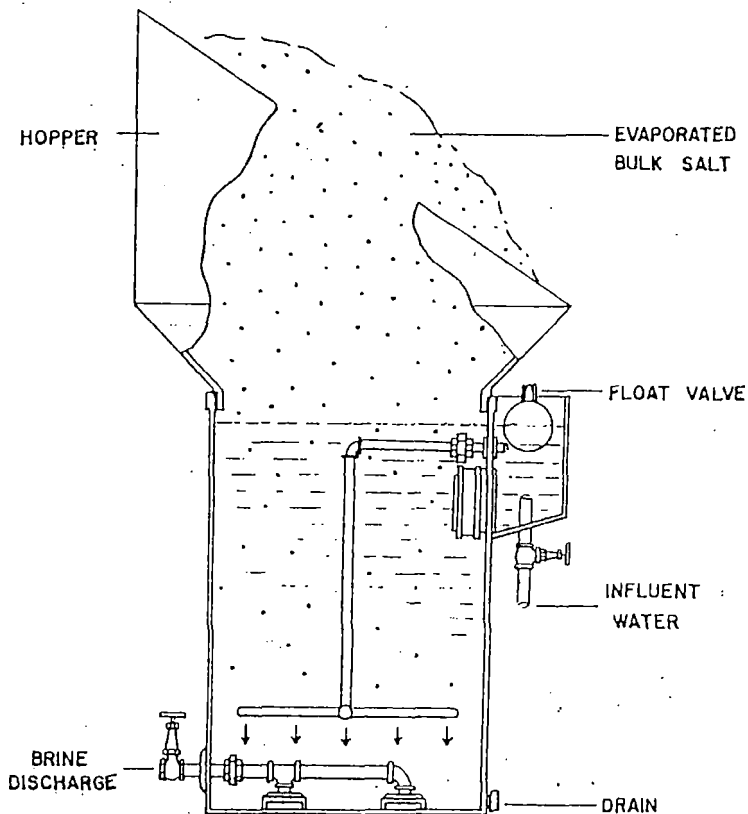 HOPPER
EVAPORATED
BULK SALT
FLOAT VALVE
INFLUENT
WATER
BRINE
DISCHARGE
DRAIN